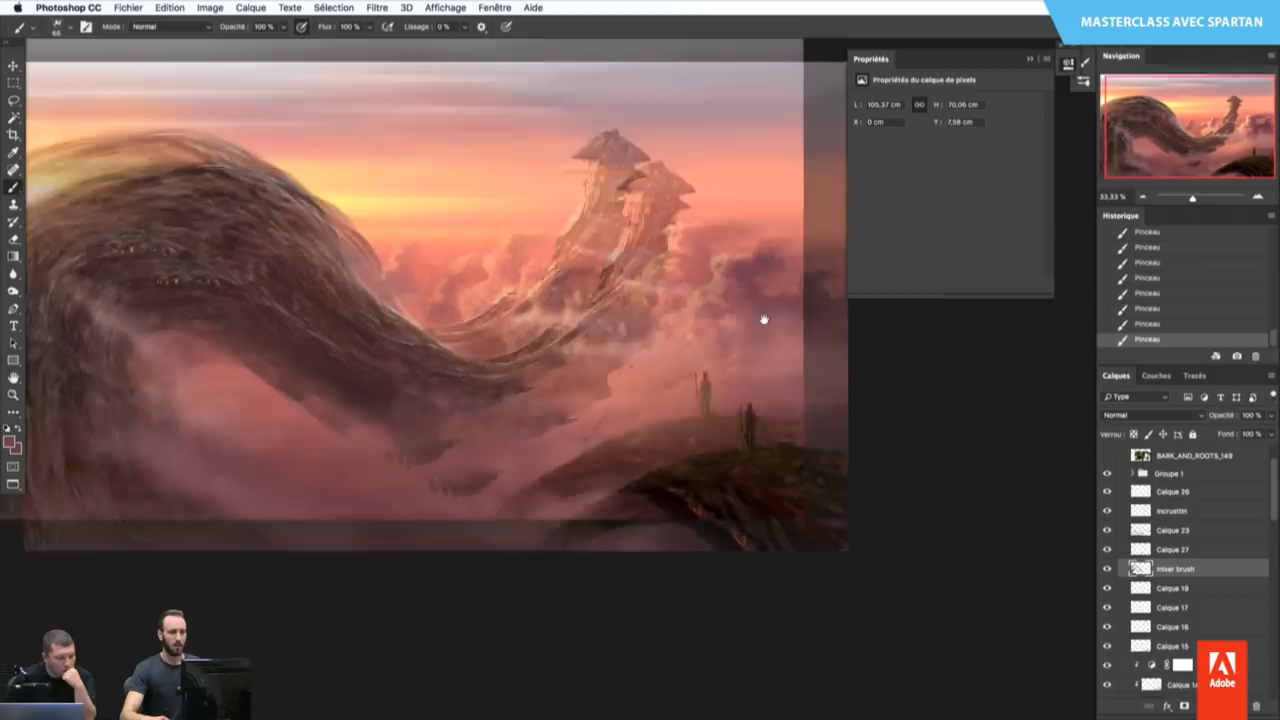 Photoshop CC Fichier Edition Image Calque Texte Sélection Filtre 3D Affichage Fenêtre Aide
MASTERCLASS AVEC SPARTAN
Mode : Normal Opacité : 100 % Flux : 100 % Lissage : 0 %
68
Propriétés
Propriétés du calque de pixels
L : 105,37 cm H : 70,06 cm
X : 0 cm Y : 7,58 cm
Navigation
33,33 %
Historique
Pinceau
Pinceau
Pinceau
Pinceau
Pinceau
Pinceau
Pinceau
Pinceau
Calques Couches Tracés
Type
Normal Opacité : 100 %
Verrou : Fond : 100 %
BARK_AND_ROOTS_149
Groupe 1
Calque 26
incrusttin
Calque 23
Calque 27
mixer brush
Calque 19
Calque 17
Calque 16
Calque 15
Calque 14
Adobe